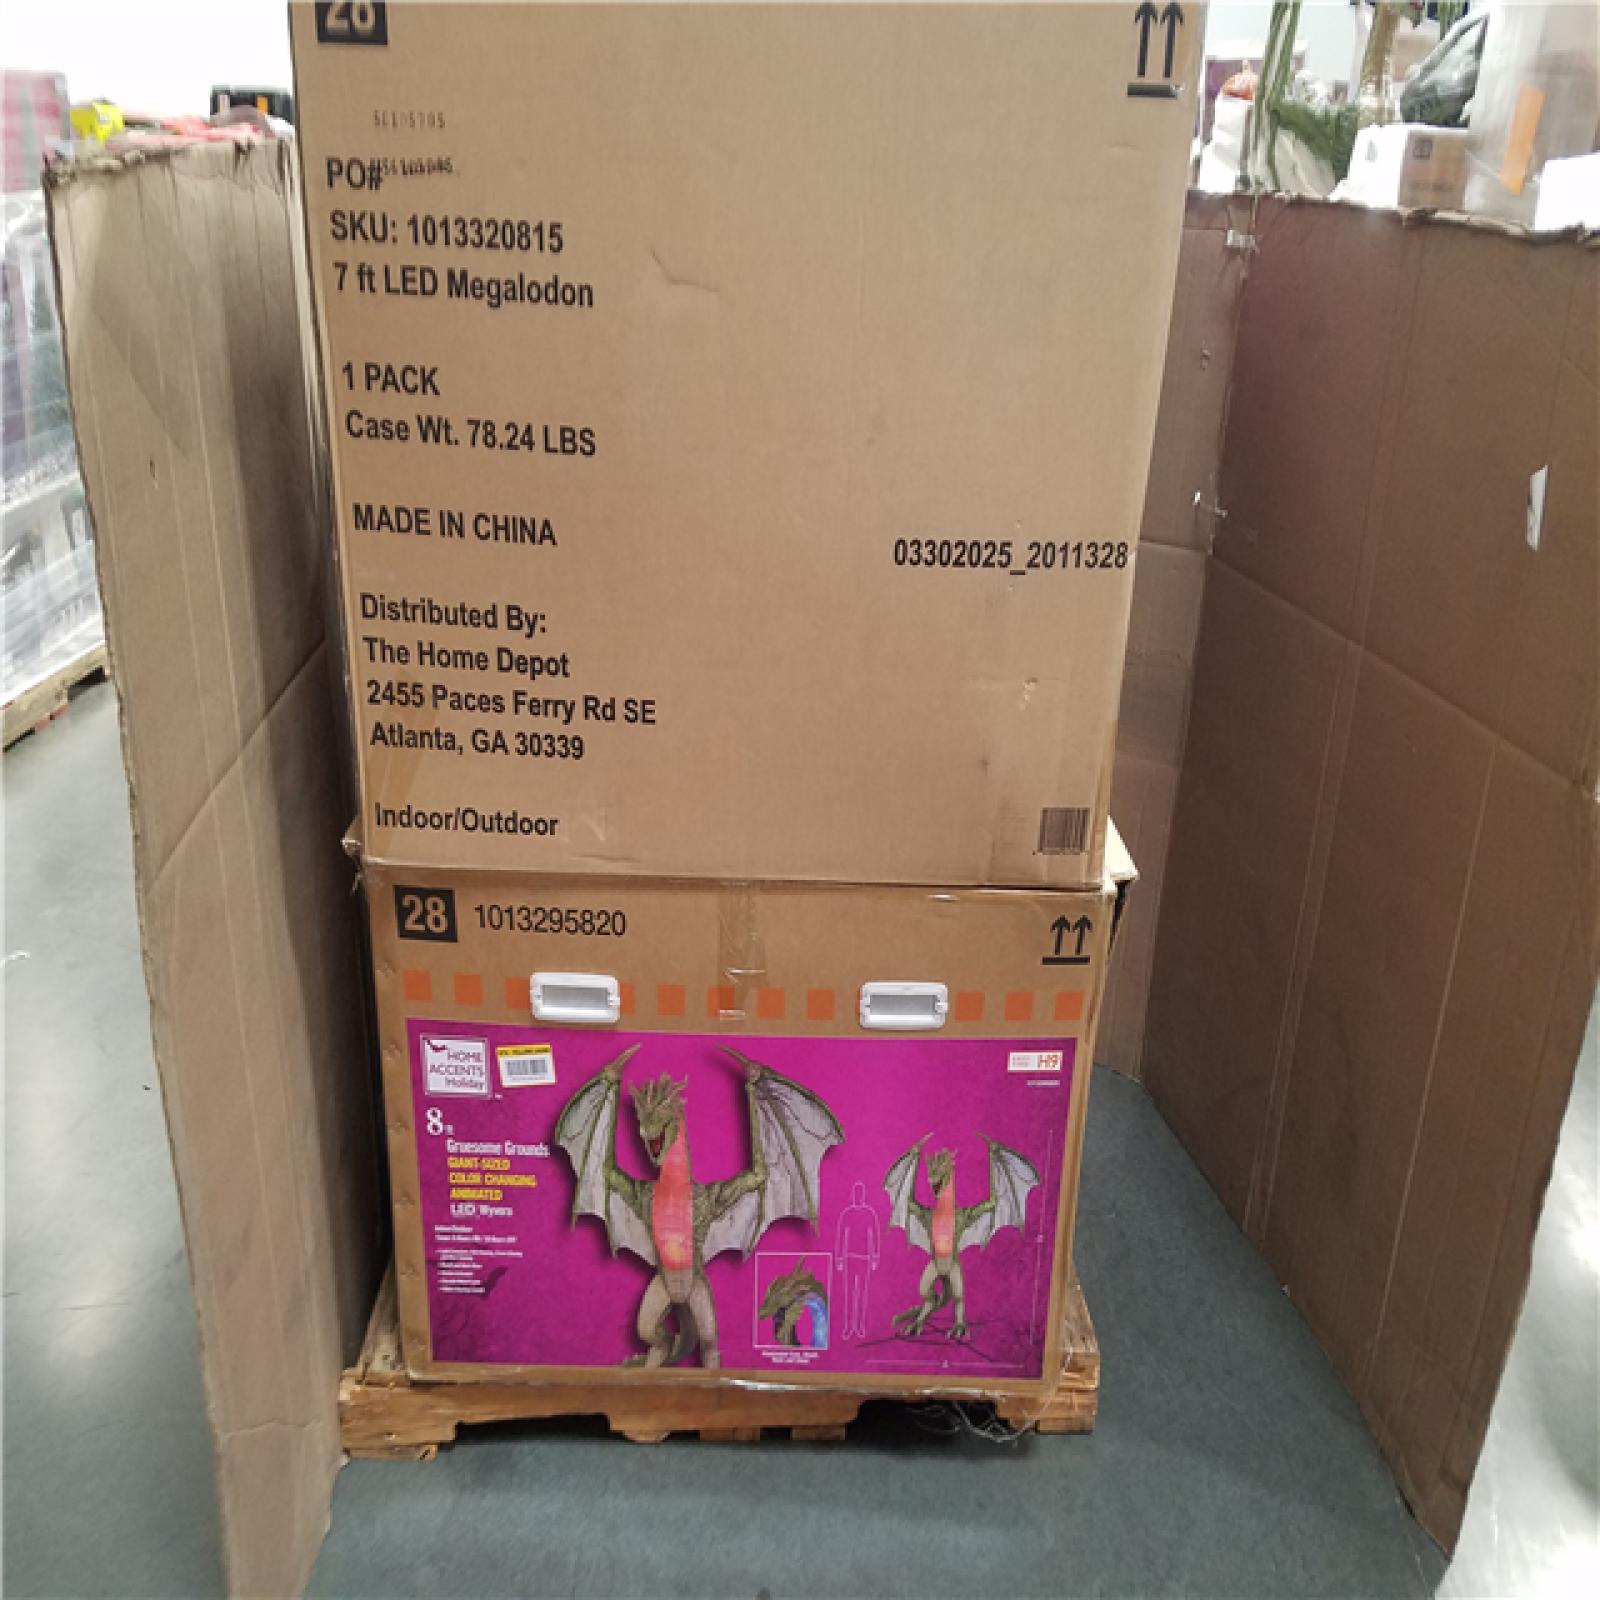 28
PO#
SKU: 1013320815
7 ft LED Megalodon
1 PACK
Case Wt. 78.24 LBS
MADE IN CHINA
03302025_2011328
Distributed By:
The Home Depot
2455 Paces Ferry Rd SE
Atlanta, GA 30339
Indoor/Outdoor
28 1013295820
HOME
ACCENTS
Holiday
H9
8
Gruesome Grounds
GIANT-SIZED
COLOR CHANGING
ANIMATED
LED Wyvern